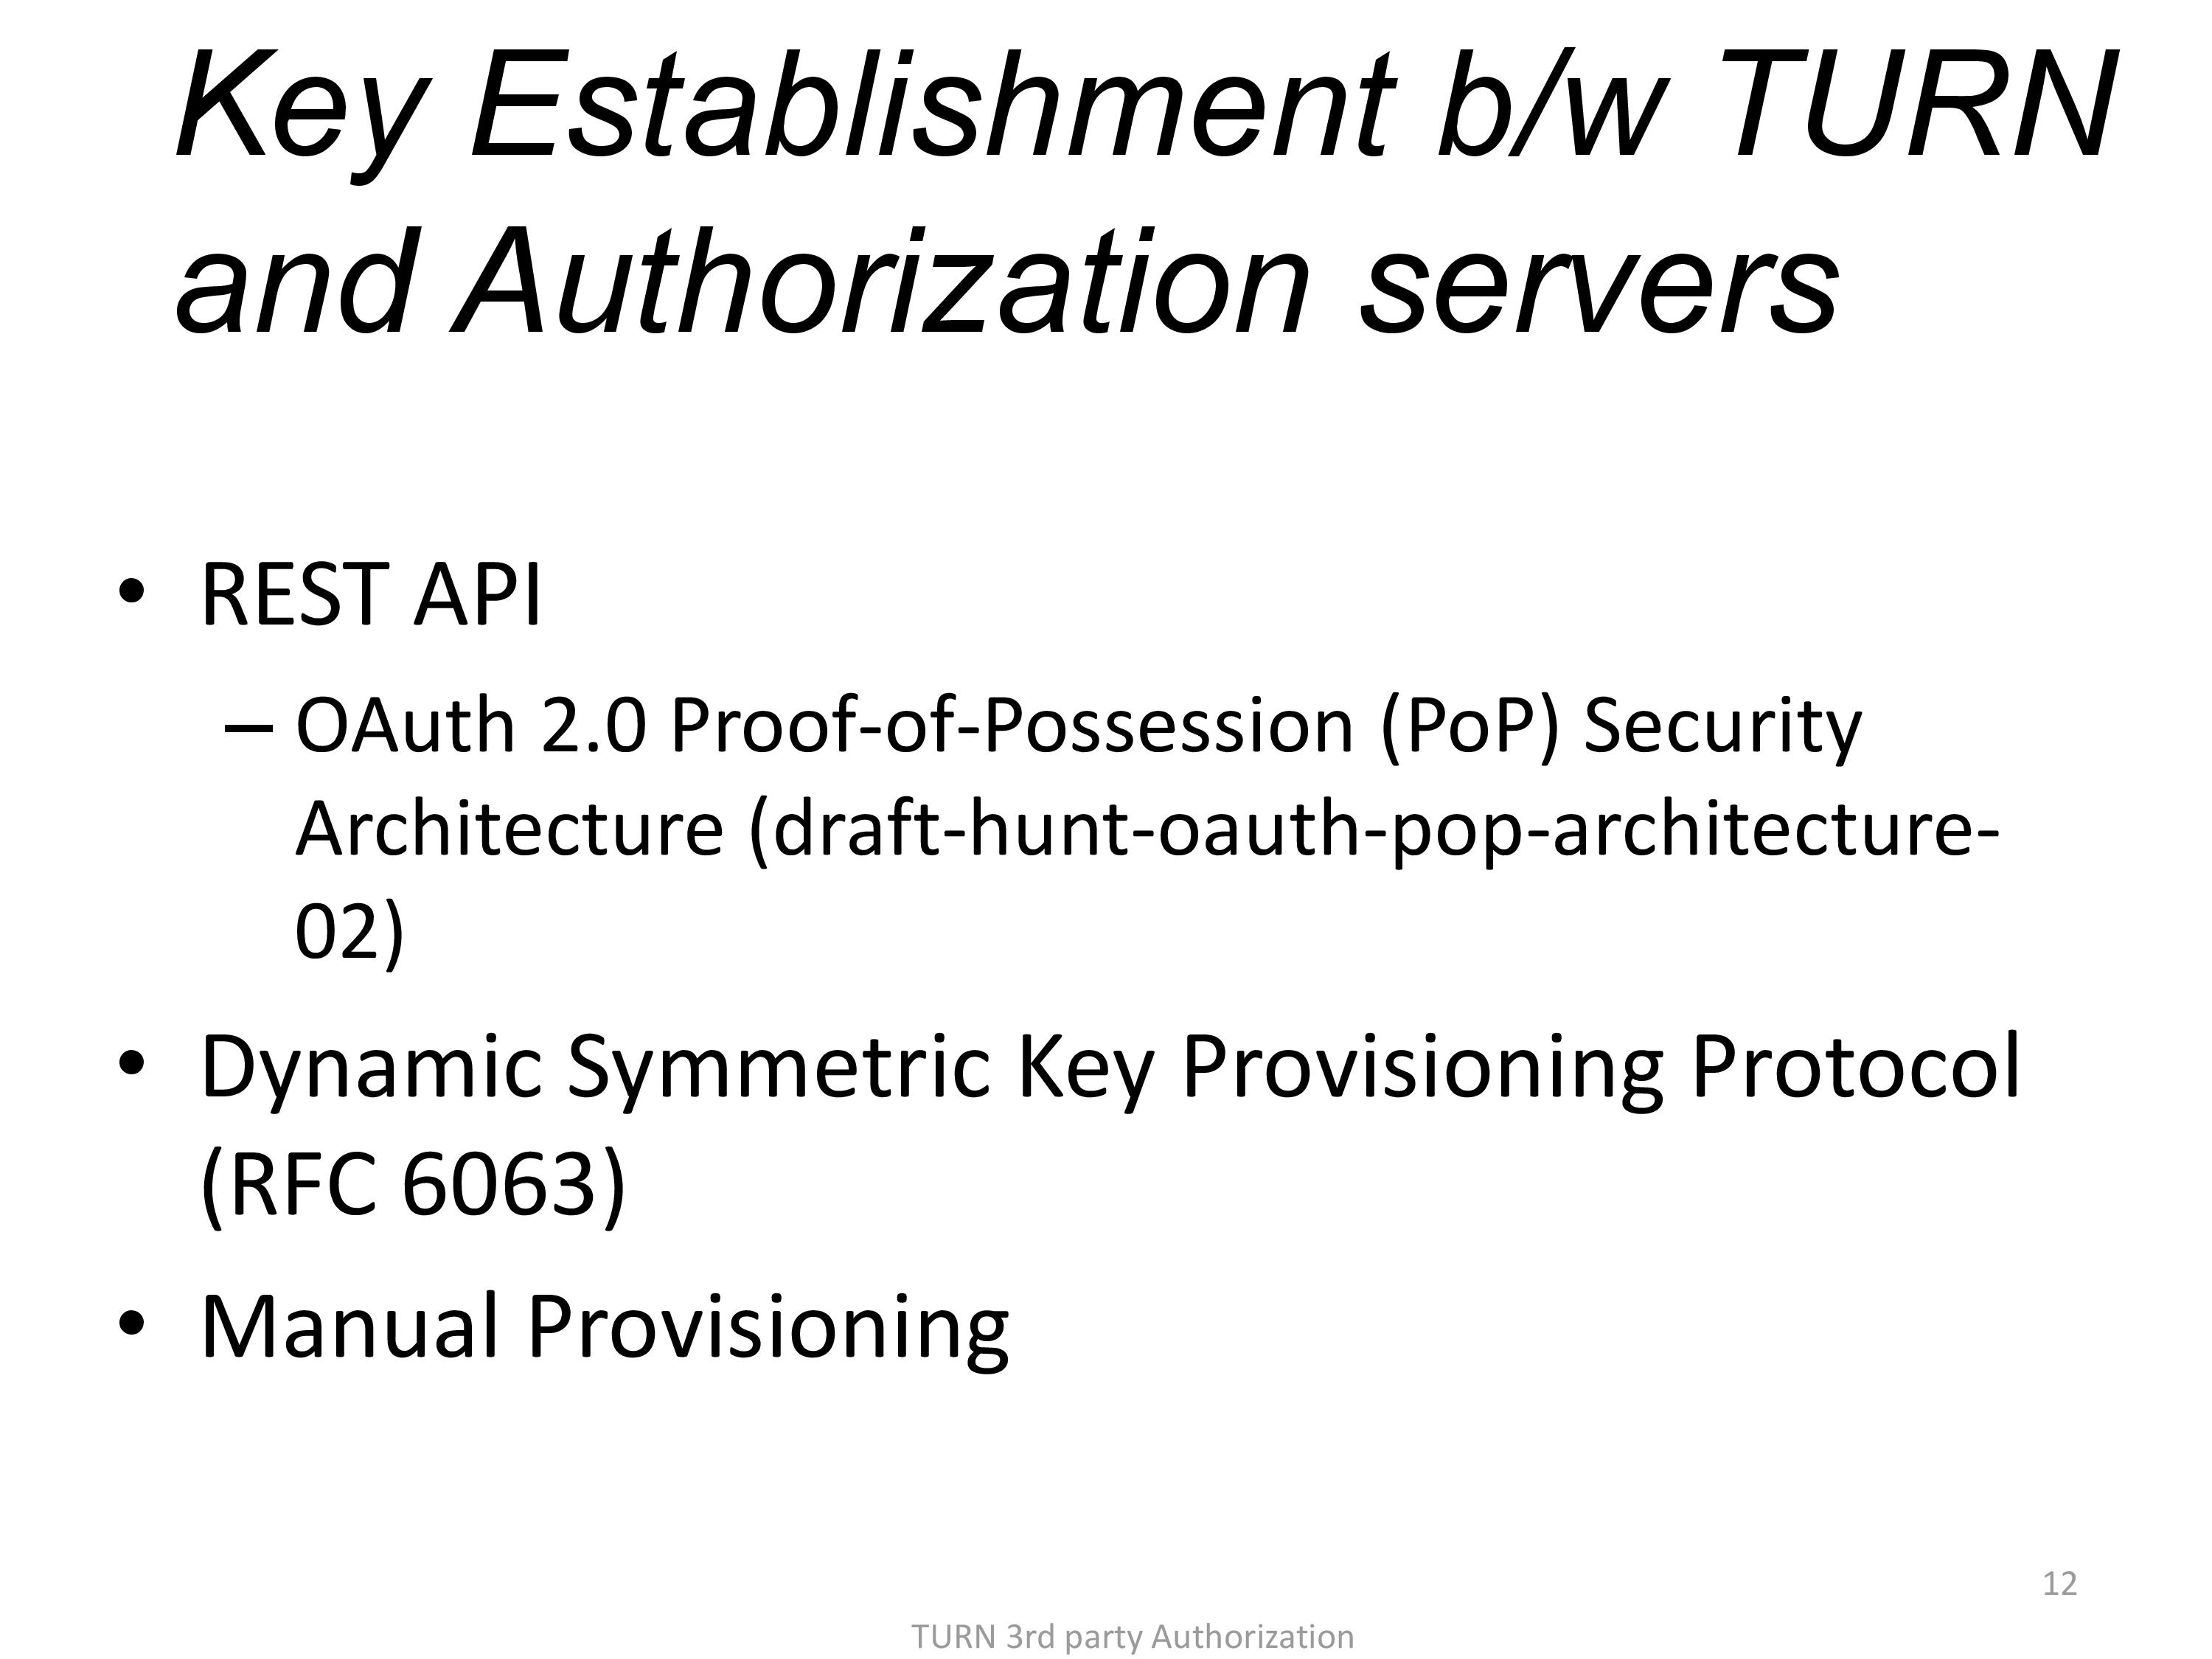 Key Establishment b/w TURN
and Authorization servers
• REST API
– OAuth 2.0 Proof-of-Possession (PoP) Security
Architecture (draft-hunt-oauth-pop-architecture-
02)
• Dynamic Symmetric Key Provisioning Protocol
(RFC 6063)
• Manual Provisioning
12
TURN 3rd party Authorization